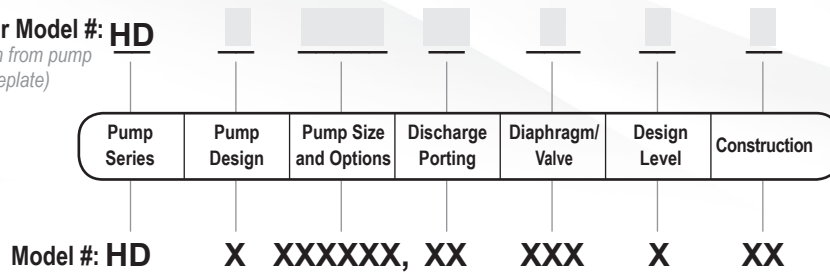 r Model #: HD
from pump
eplate)
Pump Series
Pump Design
Pump Size and Options
Discharge Porting
Diaphragm/ Valve
Design Level
Construction
Model #: HD X XXXXXX, XX XXX X XX